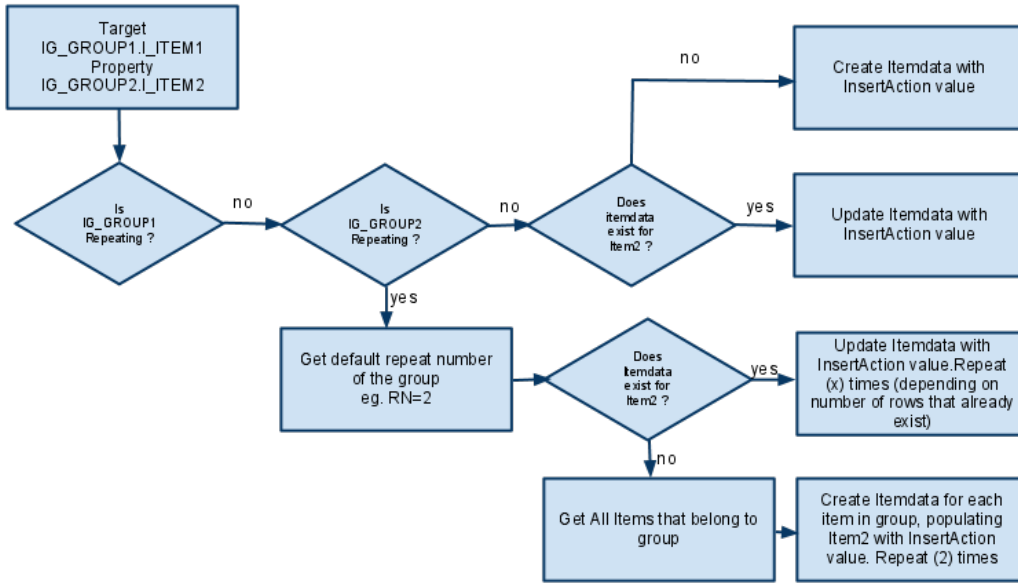 Target
IG_GROUP1.I_ITEM1
Property
IG_GROUP2.I_ITEM2
no
Create Itemdata with
InsertAction value
Is
IG_GROUP1
Repeating ?
no
Is
IG_GROUP2
Repeating ?
no
Does
itemdata
exist for
Item2 ?
yes
Update Itemdata with
InsertAction value
yes
Get default repeat number
of the group
eg. RN=2
Does
Itemdata
exist for
Item2 ?
yes
Update Itemdata with
InsertAction value.Repeat
(x) times (depending on
number of rows that already
exist)
no
Get All Items that belong to
group
Create Itemdata for each
item in group, populating
Item2 with InsertAction
value. Repeat (2) times